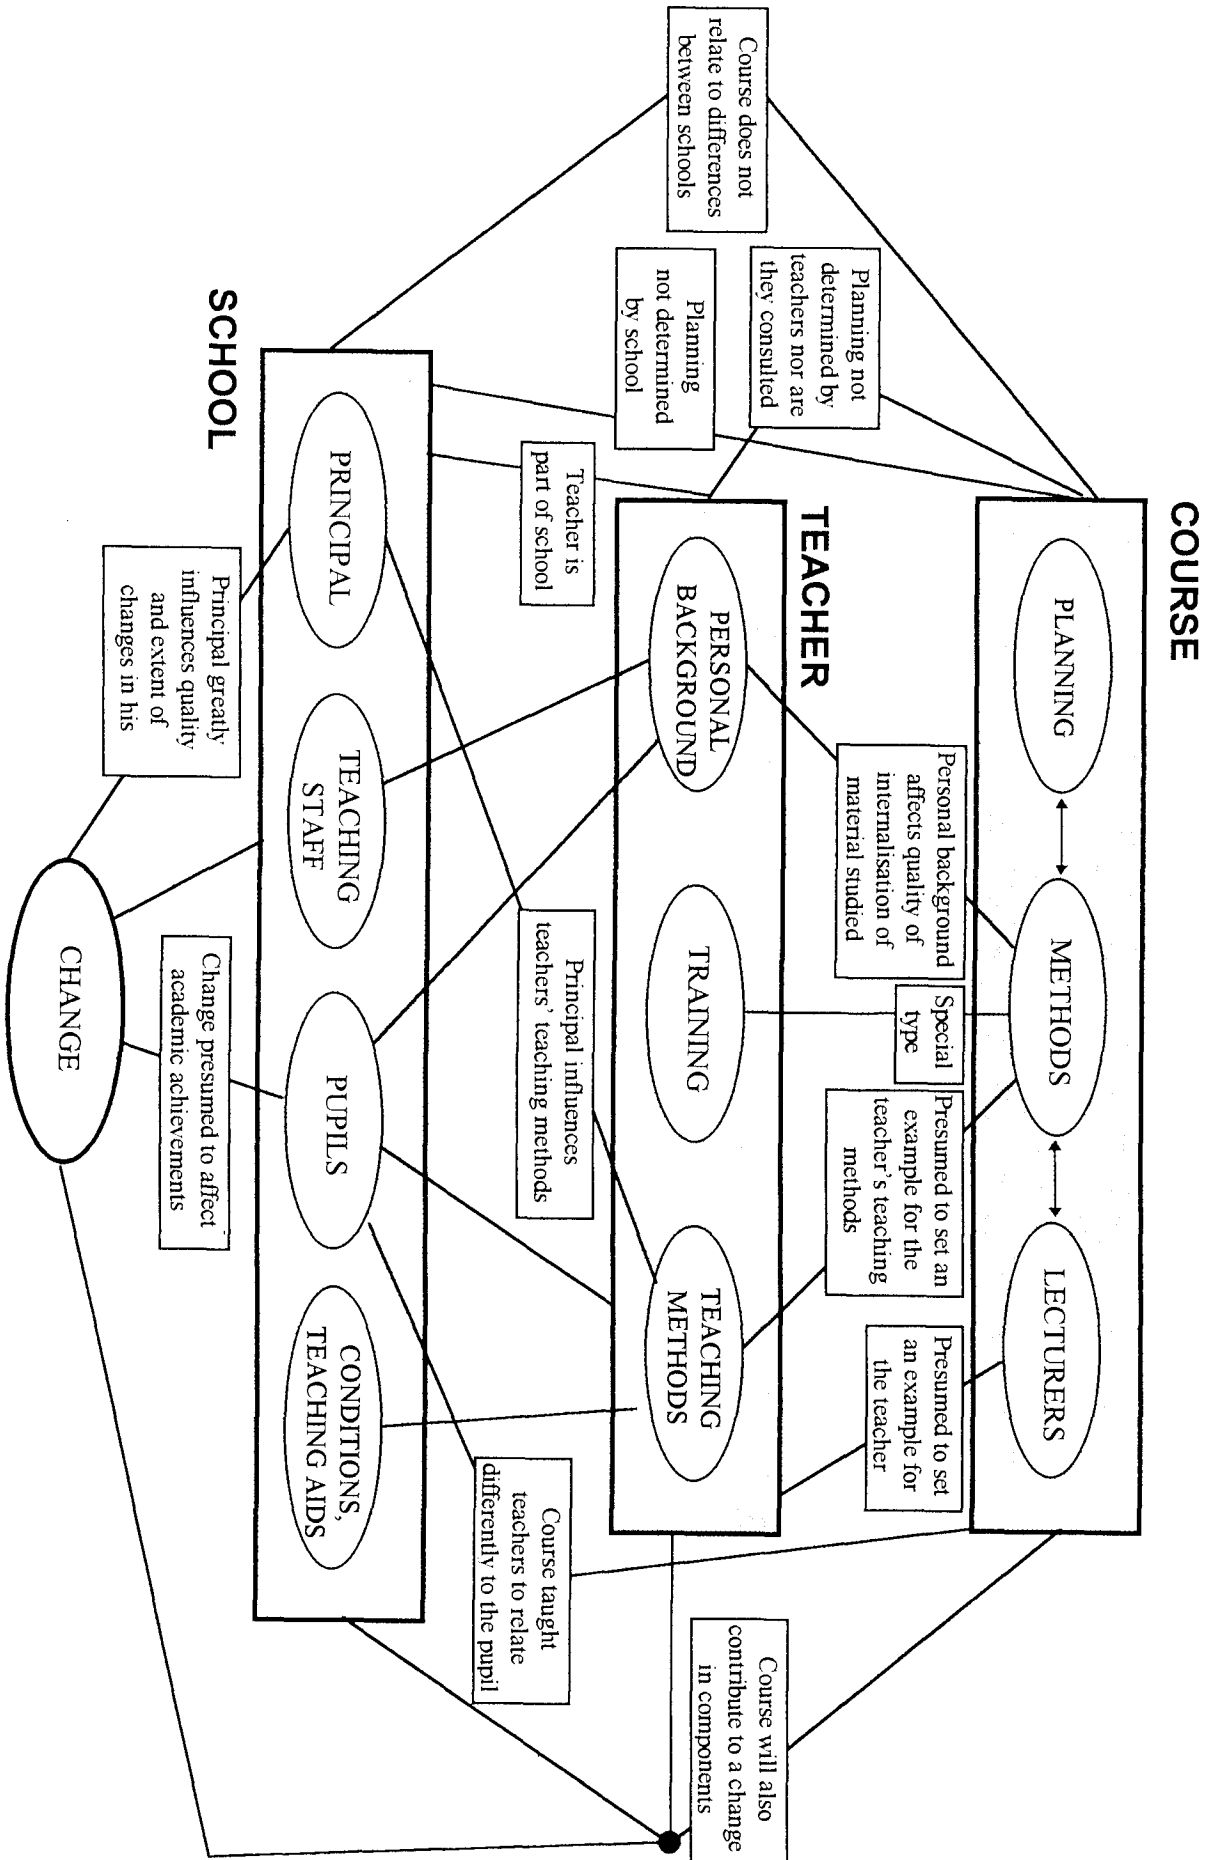 COURSE
PLANNING
METHODS
LECTURERS
Course does not
relate to differences
between schools
Planning not
determined by
teachers nor are
they consulted
Planning
not determined
by school
Personal background
affects quality of
internalisation of
material studied
Special
type
Presumed to set an
example for the
teacher's teaching
methods
Presumed to set
an example for
the teacher
TEACHER
PERSONAL
BACKGROUND
TRAINING
TEACHING
METHODS
Course will also
contribute to a change
in components
Teacher is
part of school
Principal influences
teachers' teaching methods
Course taught
teachers to relate
differently to the pupil
SCHOOL
PRINCIPAL
TEACHING
STAFF
PUPILS
CONDITIONS,
TEACHING AIDS
Principal greatly
influences quality
and extent of
changes in his
Change presumed to affect
academic achievements
CHANGE